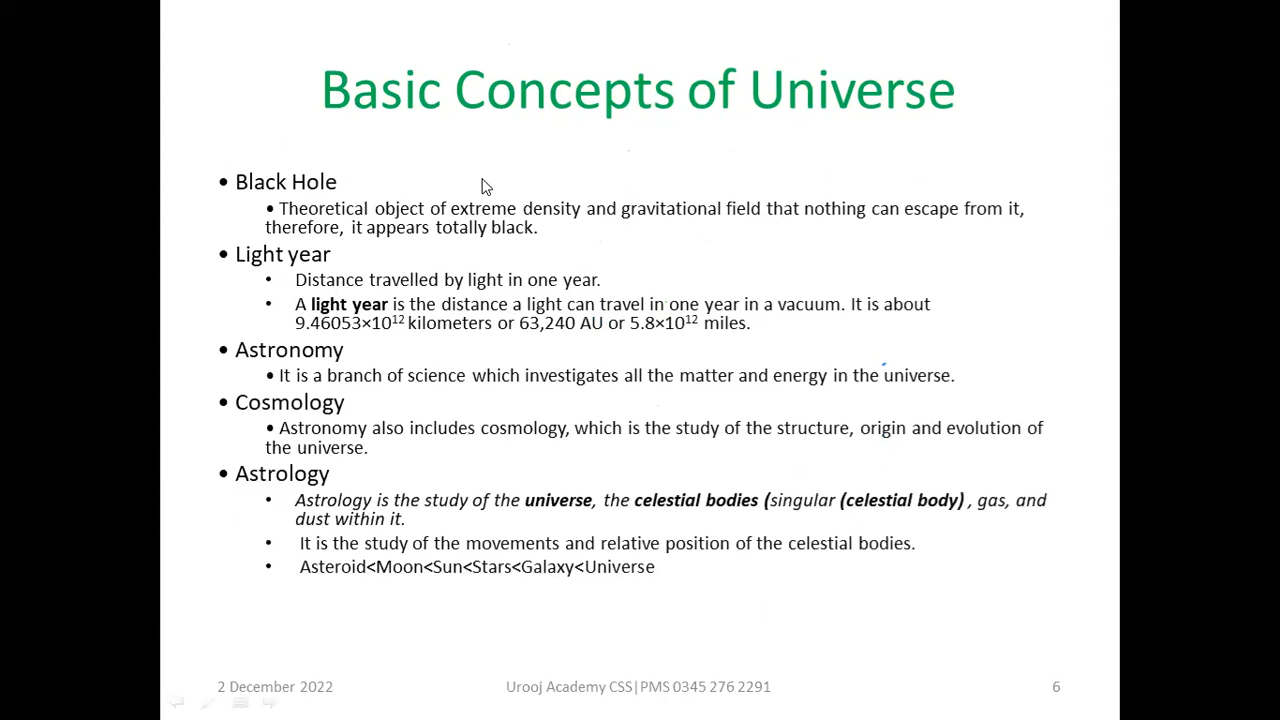 Basic Concepts of Universe
• Black Hole
• Theoretical object of extreme density and gravitational field that nothing can escape from it,
therefore, it appears totally black.
• Light year
• Distance travelled by light in one year.
• A light year is the distance a light can travel in one year in a vacuum. It is about
9.46053×10¹² kilometers or 63,240 AU or 5.8×10¹² miles.
• Astronomy
• It is a branch of science which investigates all the matter and energy in the universe.
• Cosmology
• Astronomy also includes cosmology, which is the study of the structure, origin and evolution of
the universe.
• Astrology
• Astrology is the study of the universe, the celestial bodies (singular (celestial body) , gas, and
dust within it.
• It is the study of the movements and relative position of the celestial bodies.
• Asteroid<Moon<Sun<Stars<Galaxy<Universe
2 December 2022
Urooj Academy CSS|PMS 0345 276 2291
6